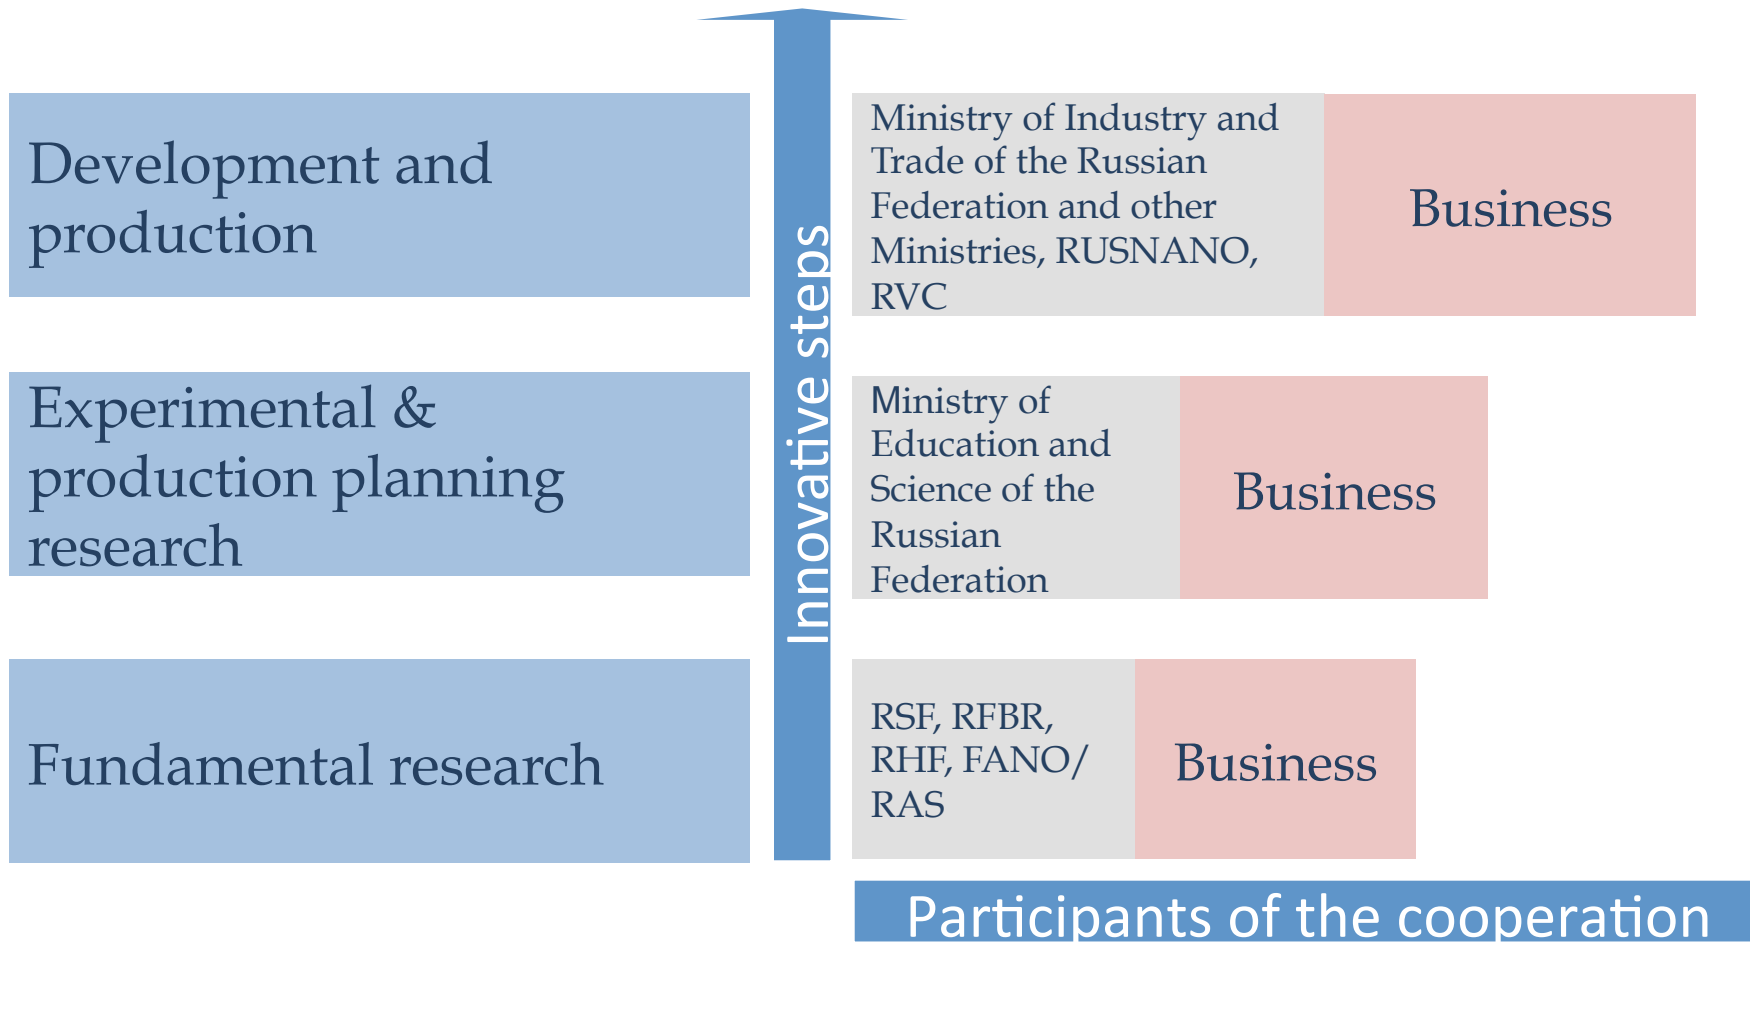 Development and
production
Ministry of Industry and
Trade of the Russian
Federation and other
Ministries, RUSNANO,
RVC
Business
Innovative steps
Experimental &
production planning
research
Ministry of
Education and
Science of the
Russian
Federation
Business
Fundamental research
RSF, RFBR,
RHF, FANO/
RAS
Business
Participants of the cooperation